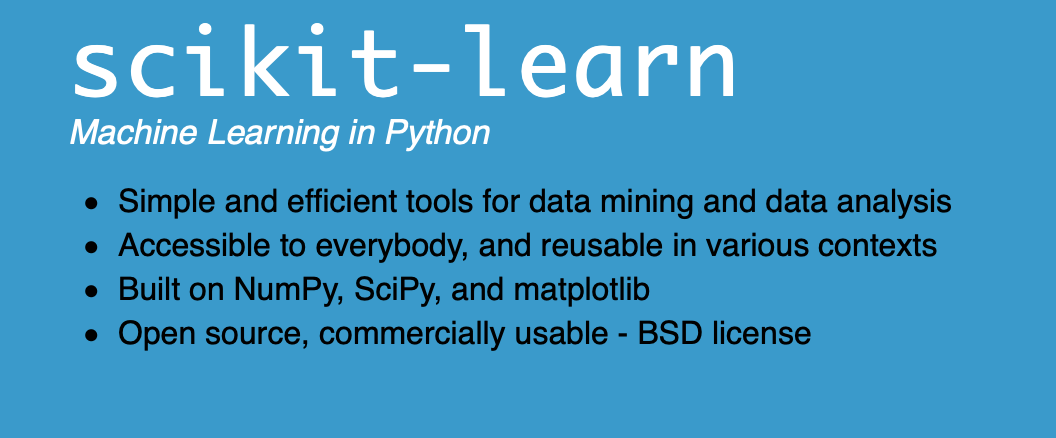 scikit-learn
Machine Learning in Python
• Simple and efficient tools for data mining and data analysis
• Accessible to everybody, and reusable in various contexts
• Built on NumPy, SciPy, and matplotlib
• Open source, commercially usable - BSD license